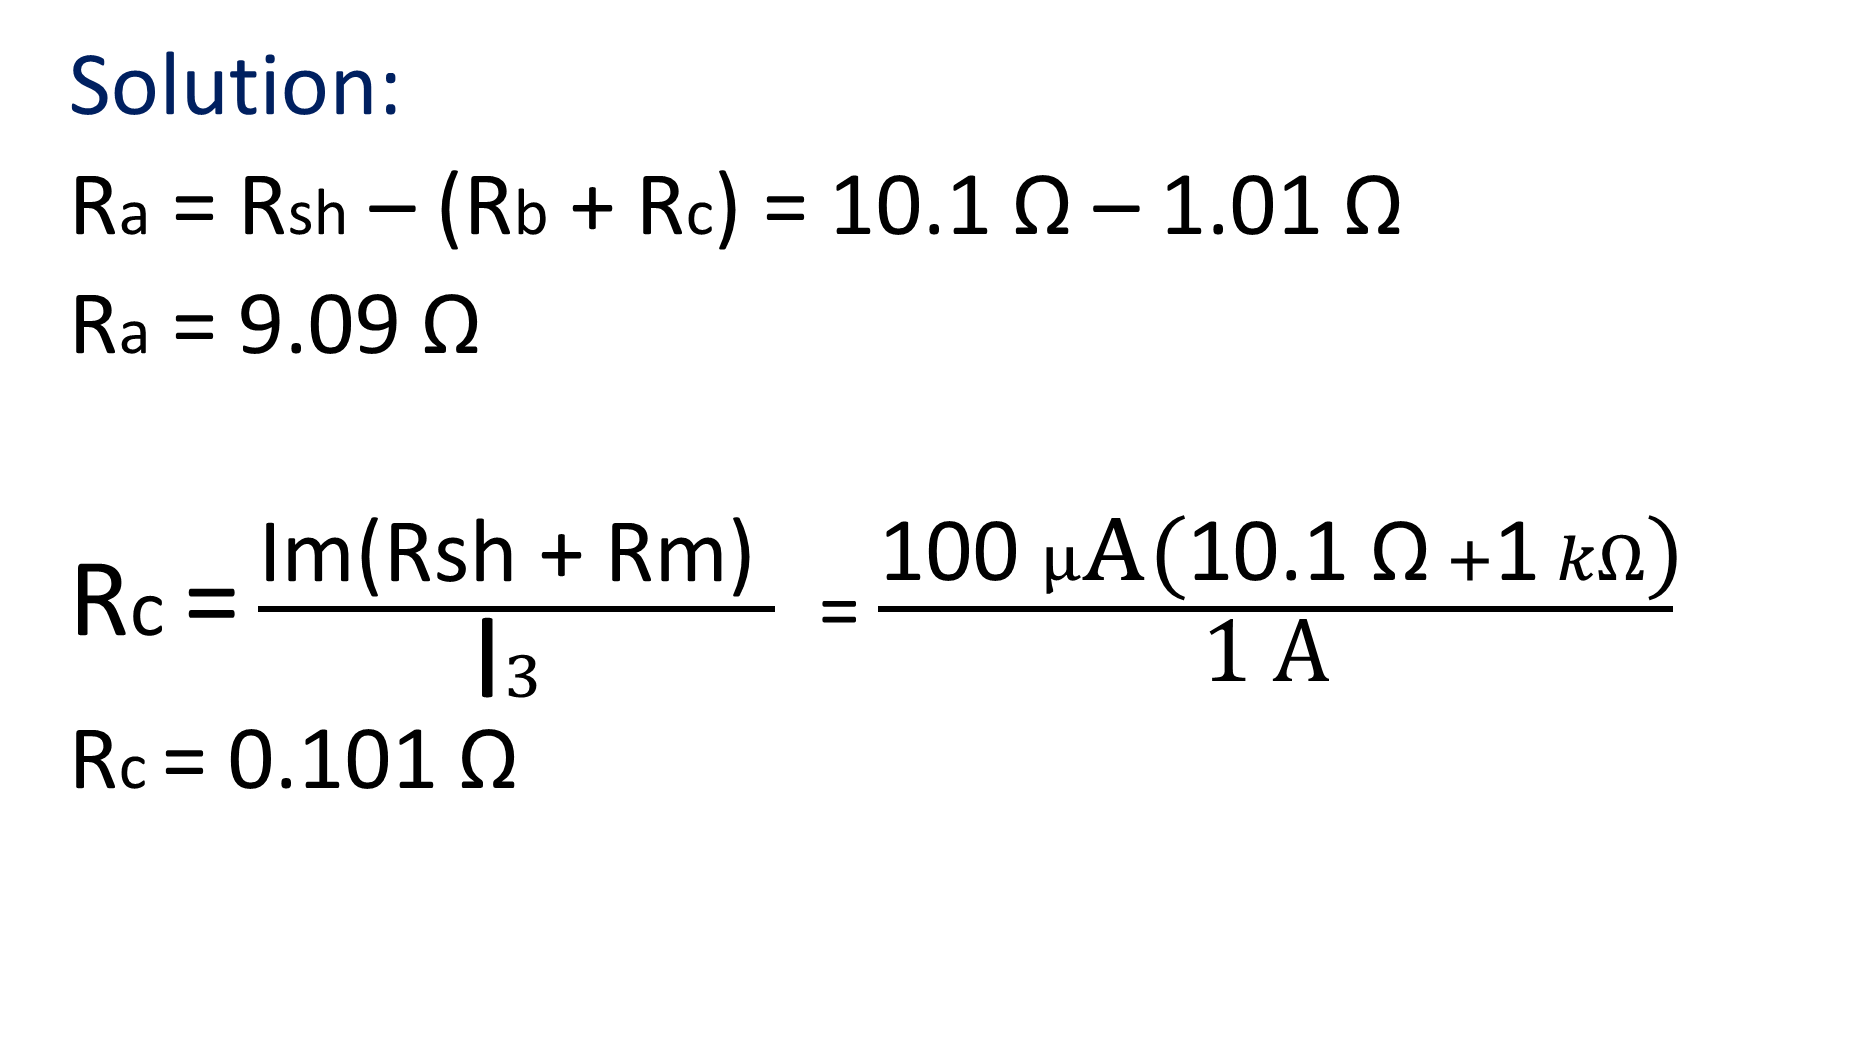 Solution:
Ra = Rsh – (Rb + Rc) = 10.1 Ω – 1.01 Ω
Ra = 9.09 Ω
Rc = Im(Rsh + Rm) / I₃ = 100 μA(10.1 Ω +1 kΩ) / 1 A
Rc = 0.101 Ω